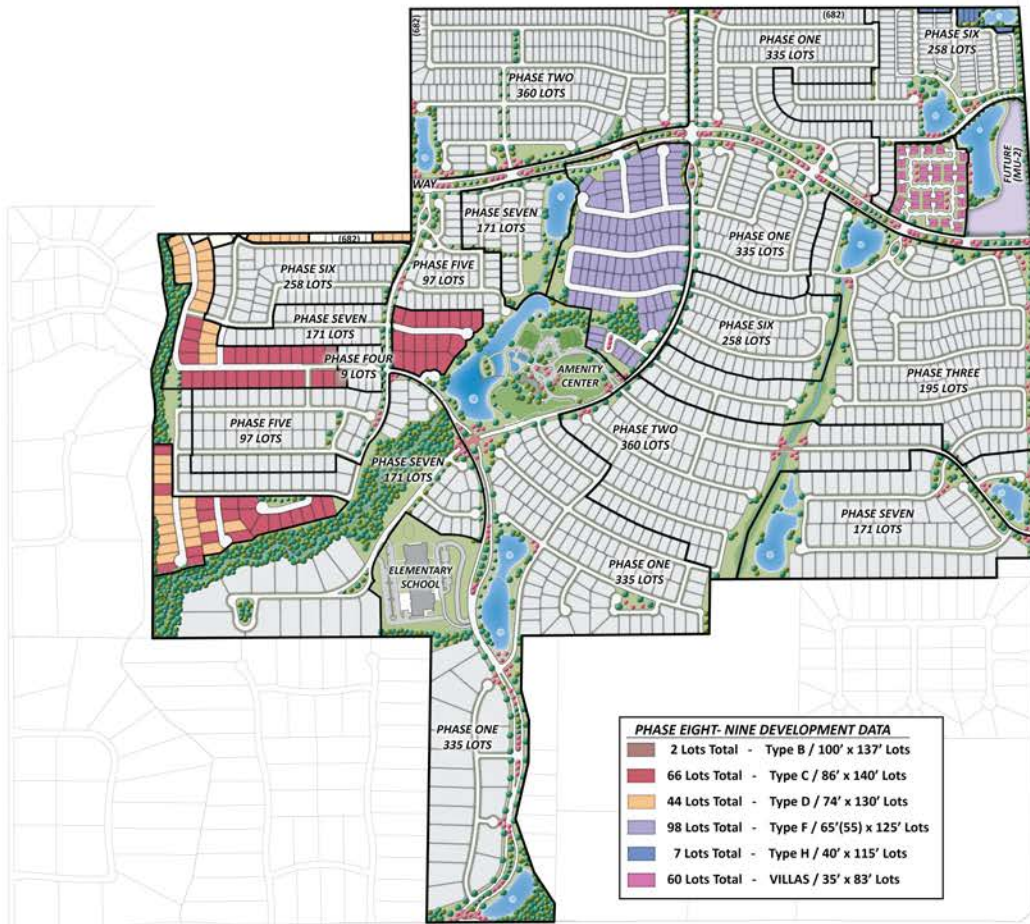 (682)
(682)
PHASE ONE
335 LOTS
PHASE SIX
258 LOTS
PHASE TWO
360 LOTS
FUTURE
(MU-2)
WAY
PHASE SEVEN
171 LOTS
(682)
PHASE ONE
335 LOTS
PHASE SIX
258 LOTS
PHASE FIVE
97 LOTS
PHASE SEVEN
171 LOTS
PHASE SIX
258 LOTS
PHASE FOUR
9 LOTS
AMENITY
CENTER
PHASE THREE
195 LOTS
PHASE FIVE
97 LOTS
PHASE TWO
360 LOTS
PHASE SEVEN
171 LOTS
PHASE SEVEN
171 LOTS
ELEMENTARY
SCHOOL
PHASE ONE
335 LOTS
PHASE ONE
335 LOTS
PHASE EIGHT- NINE DEVELOPMENT DATA
2 Lots Total - Type B / 100' x 137' Lots
66 Lots Total - Type C / 86' x 140' Lots
44 Lots Total - Type D / 74' x 130' Lots
98 Lots Total - Type F / 65'(55) x 125' Lots
7 Lots Total - Type H / 40' x 115' Lots
60 Lots Total - VILLAS / 35' x 83' Lots